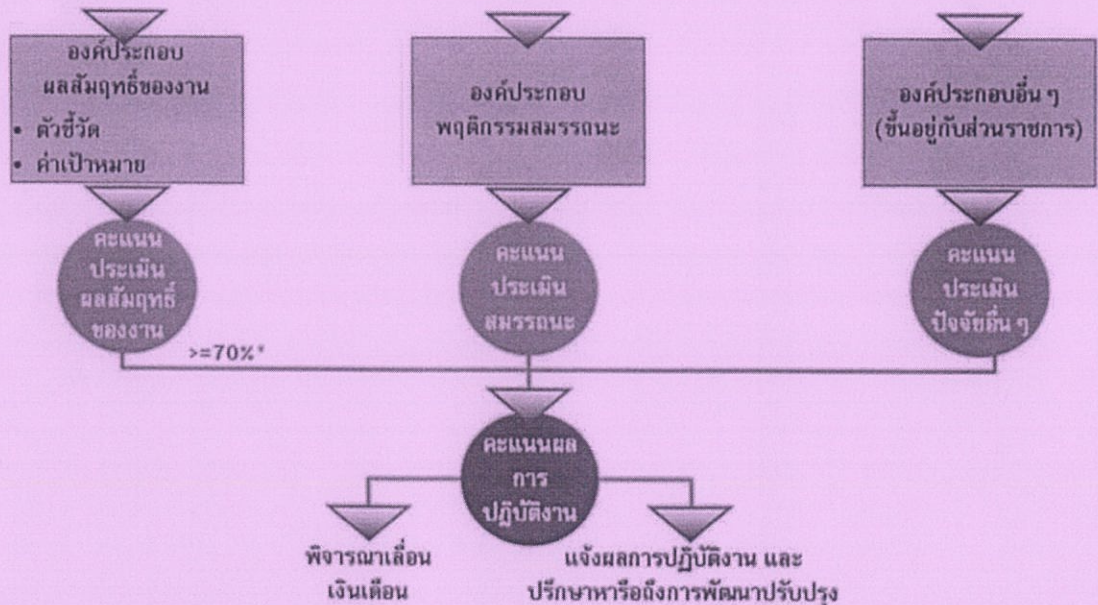 องค์ประกอบ
ผลสัมฤทธิ์ของงาน
• ตัวชี้วัด
• ค่าเป้าหมาย
องค์ประกอบ
พฤติกรรมสมรรถนะ
องค์ประกอบอื่น ๆ
(ขึ้นอยู่กับส่วนราชการ)
คะแนน
ประเมิน
ผลสัมฤทธิ์
ของงาน
คะแนน
ประเมิน
สมรรถนะ
คะแนน
ประเมิน
ปัจจัยอื่น ๆ
>=70%*
คะแนนผล
การ
ปฏิบัติงาน
พิจารณาเลื่อน
เงินเดือน
แจ้งผลการปฏิบัติงาน และ
ปรึกษาหารือถึงการพัฒนาปรับปรุง